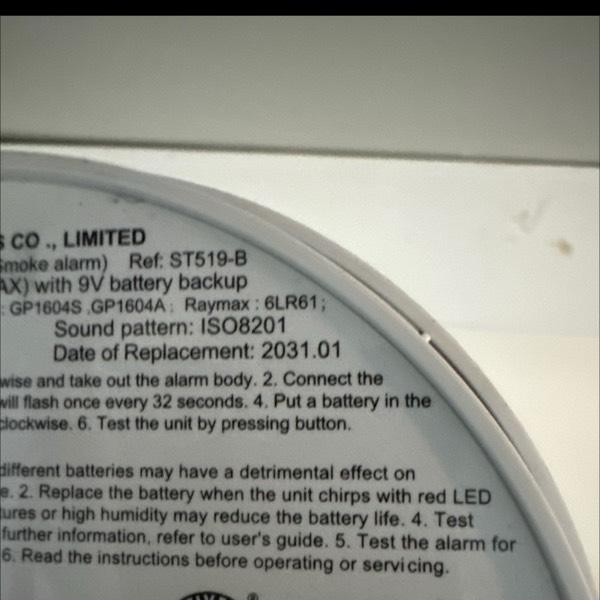 CO ., LIMITED
Smoke alarm) Ref: ST519-B
AX) with 9V battery backup
: GP1604S ,GP1604A ; Raymax : 6LR61;
Sound pattern: ISO8201
Date of Replacement: 2031.01
wise and take out the alarm body. 2. Connect the
will flash once every 32 seconds. 4. Put a battery in the
clockwise. 6. Test the unit by pressing button.
different batteries may have a detrimental effect on
e. 2. Replace the battery when the unit chirps with red LED
tures or high humidity may reduce the battery life. 4. Test
further information, refer to user's guide. 5. Test the alarm for
6. Read the instructions before operating or servicing.
®